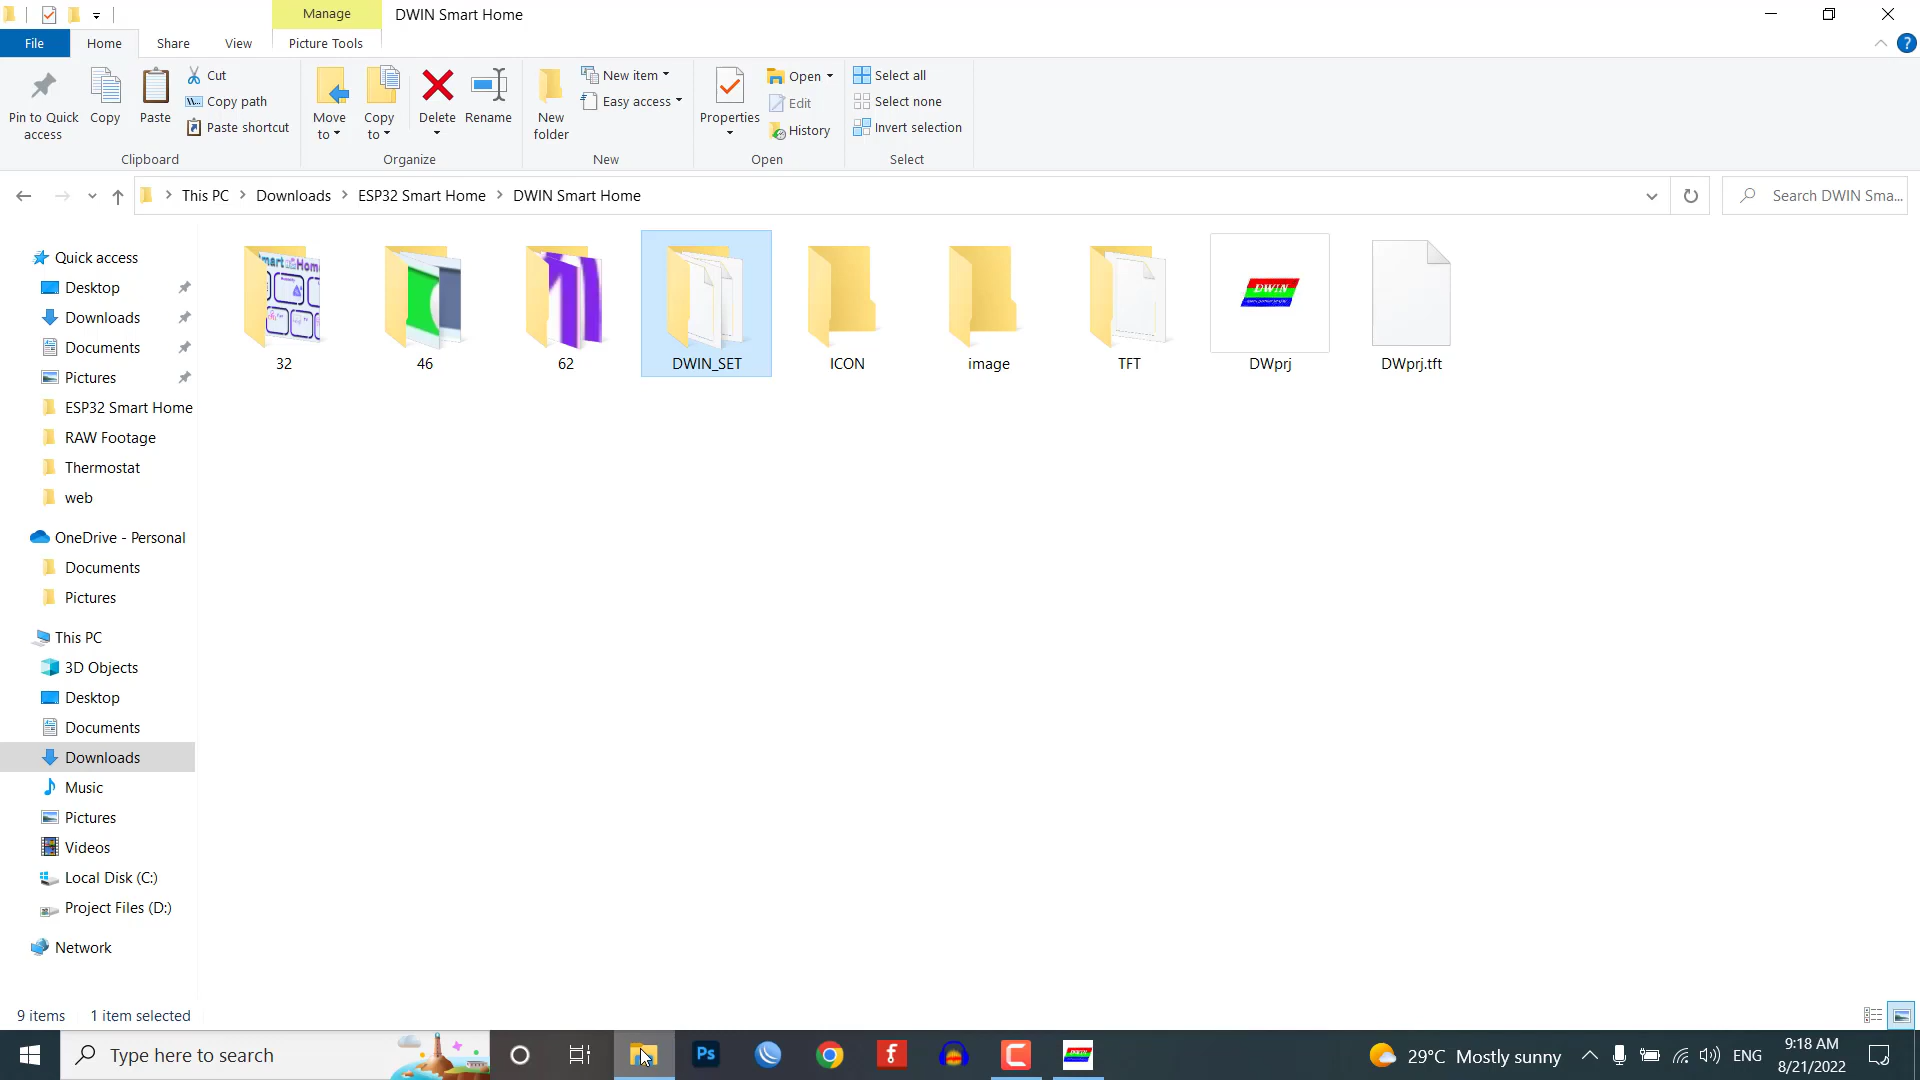 Manage
DWIN Smart Home
File
Home
Share
View
Picture Tools
Pin to Quick access
Copy
Paste
Cut
Copy path
Paste shortcut
Clipboard
Move to
Copy to
Delete
Rename
Organize
New folder
New item
Easy access
New
Properties
Open
Edit
History
Open
Select all
Select none
Invert selection
Select
This PC
Downloads
ESP32 Smart Home
DWIN Smart Home
Search DWIN Sma...
Quick access
Desktop
Downloads
Documents
Pictures
ESP32 Smart Home
RAW Footage
Thermostat
web
OneDrive - Personal
Documents
Pictures
This PC
3D Objects
Desktop
Documents
Downloads
Music
Pictures
Videos
Local Disk (C:)
Project Files (D:)
Network
32
46
62
DWIN_SET
ICON
image
TFT
DWIN
DWprj
DWprj.tft
9 items
1 item selected
Type here to search
Ps
29°C Mostly sunny
ENG
9:18 AM
8/21/2022